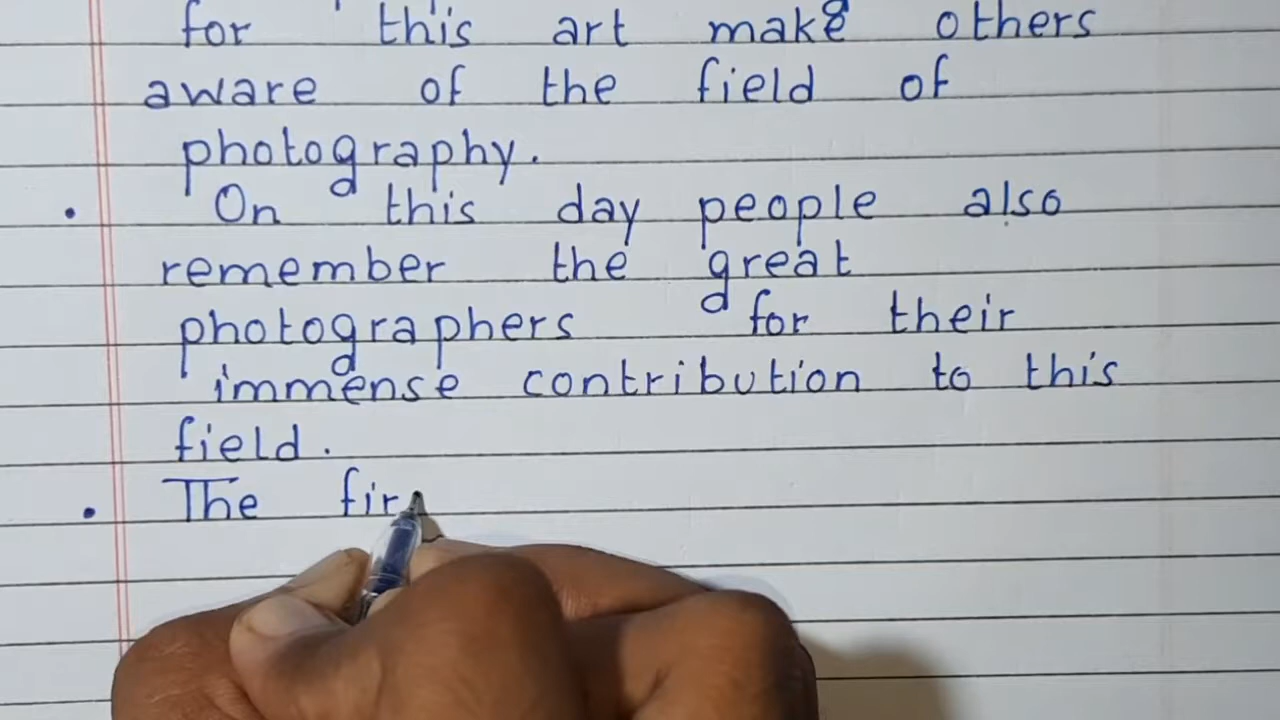 for this art make others
aware of the field of
photography.
• On this day people also
remember the great
photographers for their
immense contribution to this
field.
• The fir